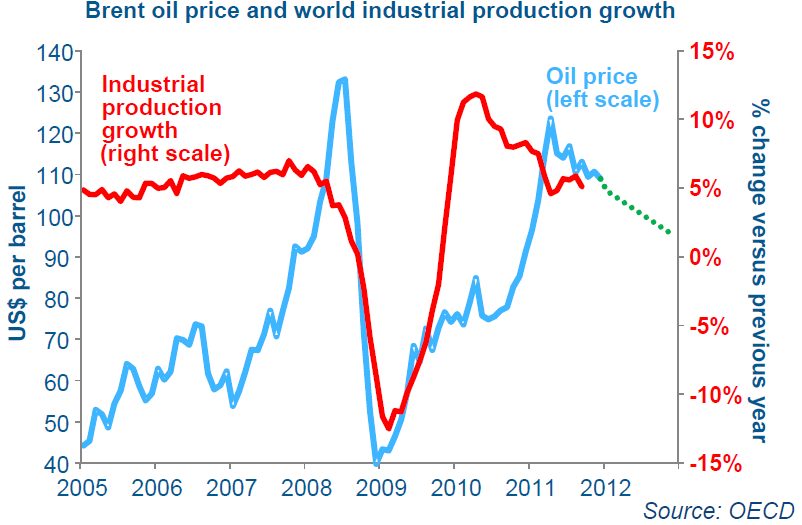 Brent oil price and world industrial production growth
140
130
120
110
100
90
80
70
60
50
40
US$ per barrel
Industrial
production
growth
(right scale)
Oil price
(left scale)
15%
10%
5%
0%
-5%
-10%
-15%
% change versus previous year
2005 2006 2007 2008 2009 2010 2011 2012
Source: OECD